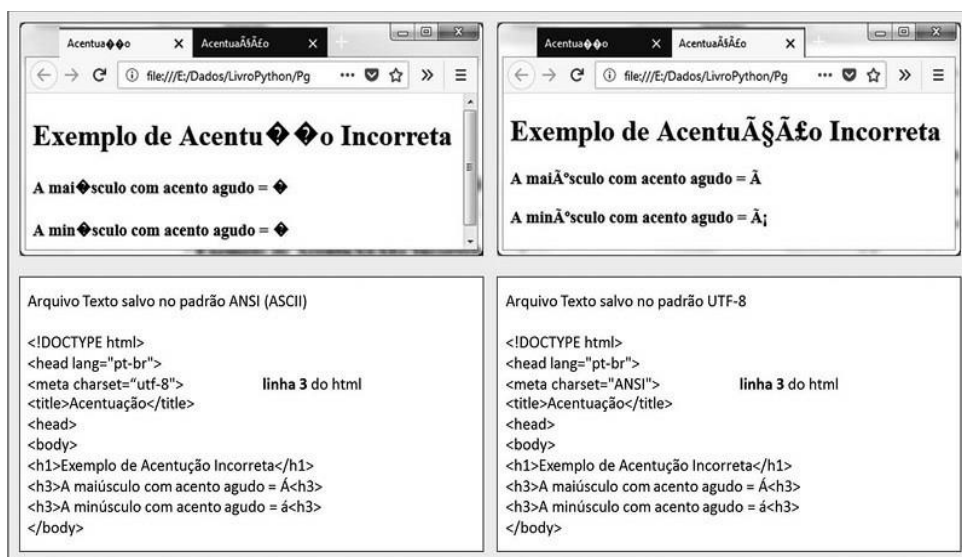 Acentua��o X AcentuaÃ§Ã£o X
file:///E:/Dados/LivroPython/Pg
Exemplo de Acentu��o Incorreta
A mai�sculo com acento agudo = �
A min�sculo com acento agudo = �
Acentua��o X AcentuaÃ§Ã£o X
file:///E:/Dados/LivroPython/Pg
Exemplo de AcentuÃ§Ã£o Incorreta
A maiÃºsculo com acento agudo = Ã
A minÃºsculo com acento agudo = Ã¡
Arquivo Texto salvo no padrão ANSI (ASCII)
<!DOCTYPE html>
<head lang="pt-br">
<meta charset=“utf-8"> linha 3 do html
<title>Acentuação</title>
<head>
<body>
<h1>Exemplo de Acentução Incorreta</h1>
<h3>A maiúsculo com acento agudo = Á<h3>
<h3>A minúsculo com acento agudo = á<h3>
</body>
Arquivo Texto salvo no padrão UTF-8
<!DOCTYPE html>
<head lang="pt-br">
<meta charset="ANSI"> linha 3 do html
<title>Acentuação</title>
<head>
<body>
<h1>Exemplo de Acentução Incorreta</h1>
<h3>A maiúsculo com acento agudo = Á<h3>
<h3>A minúsculo com acento agudo = á<h3>
</body>